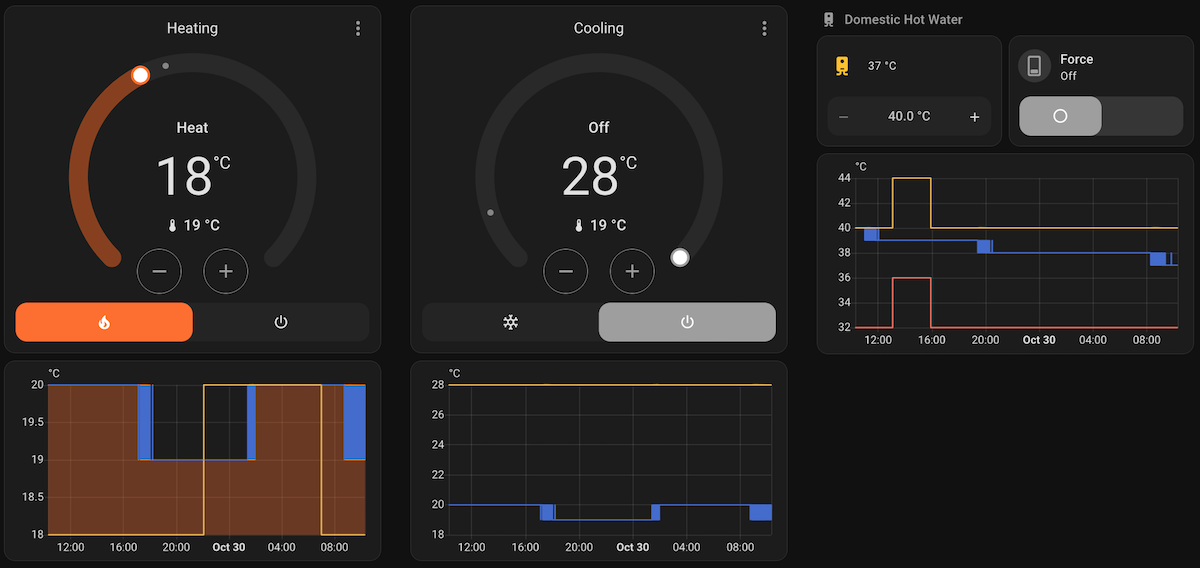 Heating
Heat
18 °C
19 °C
°C
20
19.5
19
18.5
18
12:00 16:00 20:00 Oct 30 04:00 08:00
Cooling
Off
28 °C
19 °C
°C
28
26
24
22
20
18
12:00 16:00 20:00 Oct 30 04:00 08:00
Domestic Hot Water
37 °C
− 40.0 °C +
Force
Off
°C
44
42
40
38
36
34
32
12:00 16:00 20:00 Oct 30 04:00 08:00